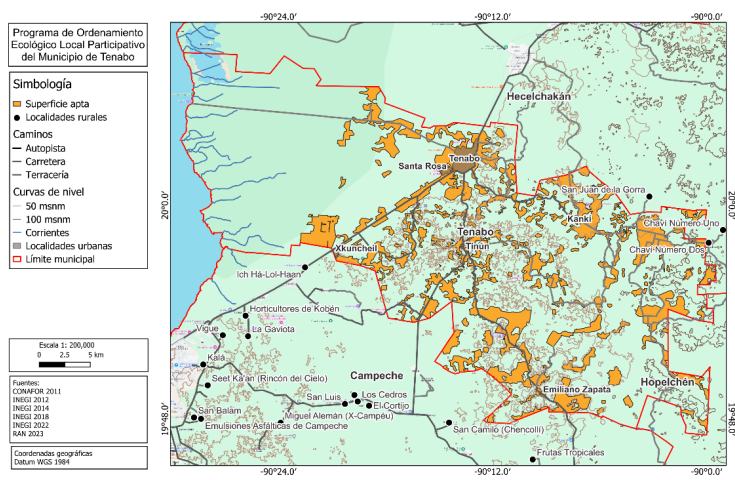 Programa de Ordenamiento
Ecológico Local Participativo
del Municipio de Tenabo
Simbología
Superficie apta
Localidades rurales
Caminos
Autopista
Carretera
Terracería
Curvas de nivel
50 msnm
100 msnm
Corrientes
Localidades urbanas
Límite municipal
Escala 1: 200,000
0 2.5 5 km
Fuentes:
CONAFOR 2011
INEGI 2012
INEGI 2014
INEGI 2018
INEGI 2022
RAN 2023
Coordenadas geográficas
Datum WGS 1984
-90°24.0′ -90°12.0′ -90°0.0′
20°0.0′
19°48.0′
Hecelchakán
Tenabo
Santa Rosa
San Juan de la Gorra
Kankí
Chavi Numero Uno
Chavi Numero Dos
Tenabo
Tinún
Xkuncheil
Ich Há-Lol-Haan
Horticultores de Kobén
Vigue
La Gaviota
Kalá
Seet Ka'an (Rincón del Cielo)
Campeche
San Luis
Los Cedros
El Cortijo
Miguel Alemán (X-Campéu)
San Balam
Emulsiones Asfálticas de Campeche
Emiliano Zapata
Hopelchén
San Camilo (Chencollí)
Frutas Tropicales
20°0.0′
19°48.0′
-90°24.0′ -90°12.0′ -90°0.0′